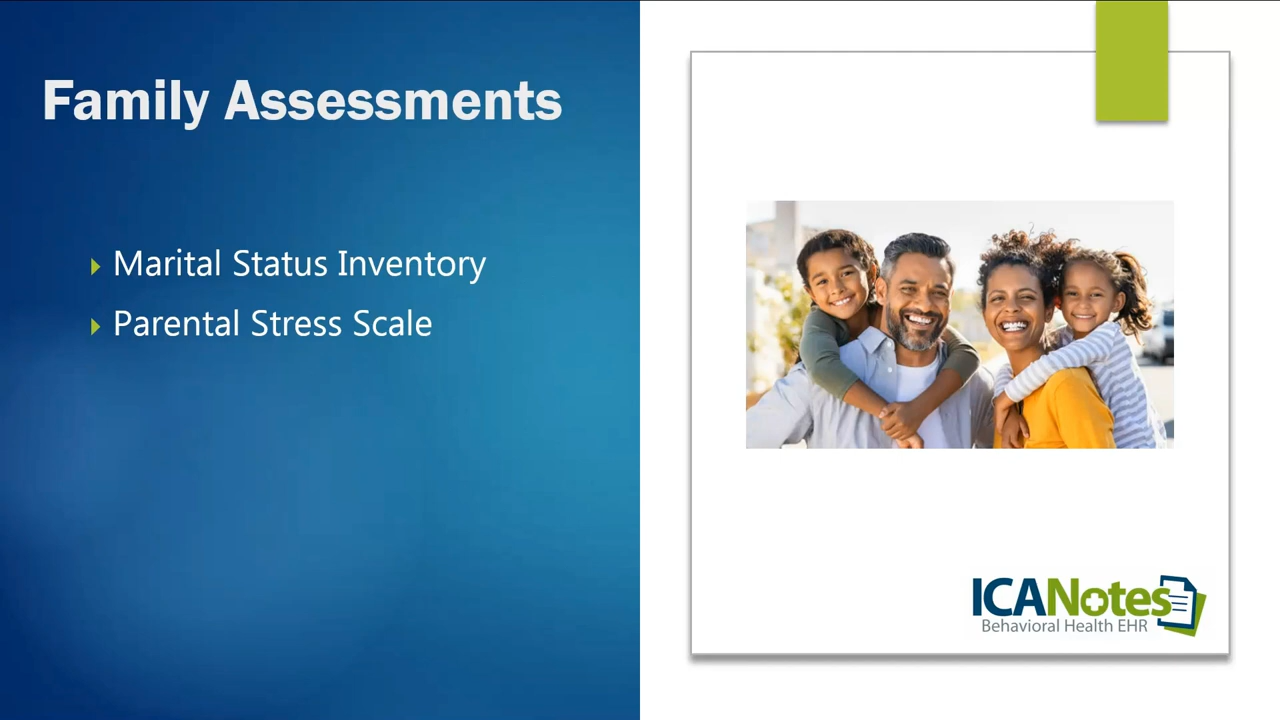 Family Assessments
Marital Status Inventory
Parental Stress Scale
ICANotes
Behavioral Health EHR